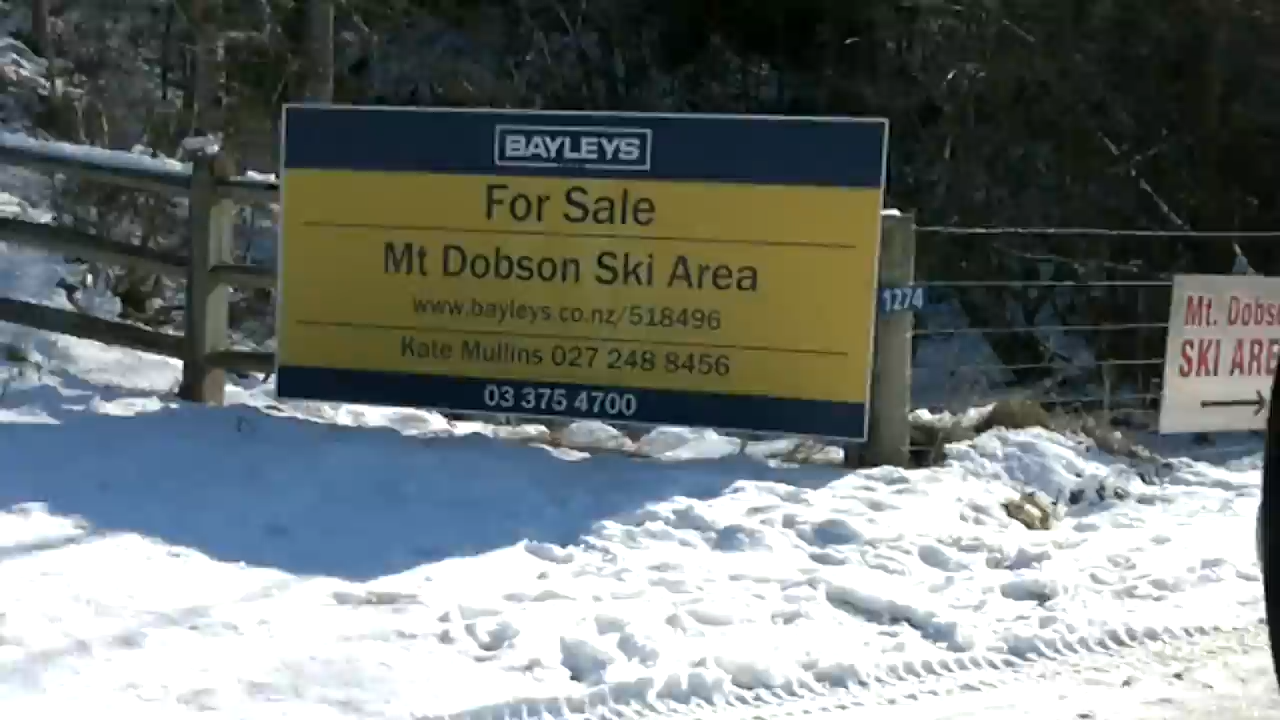 BAYLEYS
For Sale
Mt Dobson Ski Area
www.bayleys.co.nz/518496
Kate Mullins 027 248 8456
03 375 4700
1274
Mt. Dobs
SKI ARE